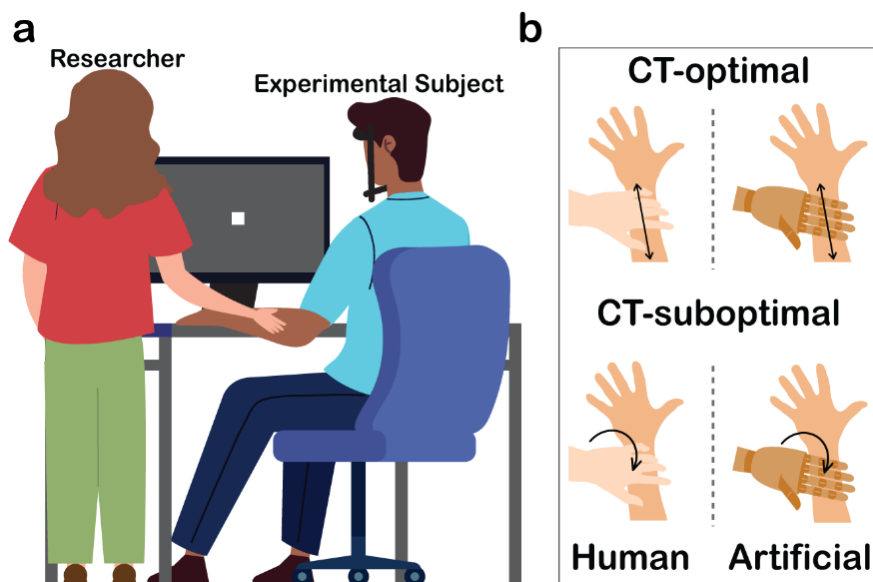 a
Researcher
Experimental Subject
b
CT-optimal
CT-suboptimal
Human
Artificial